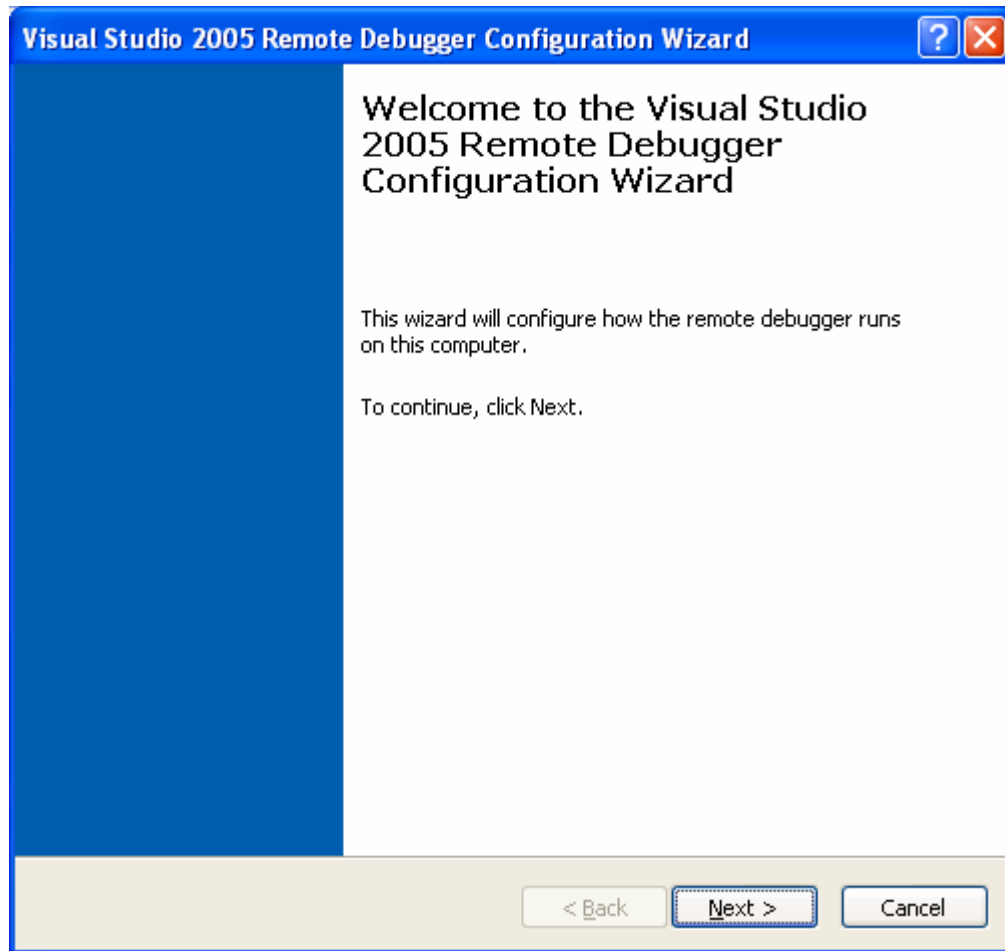 Visual Studio 2005 Remote Debugger Configuration Wizard
?
Welcome to the Visual Studio
2005 Remote Debugger
Configuration Wizard
This wizard will configure how the remote debugger runs
on this computer.
To continue, click Next.
< Back
Next >
Cancel